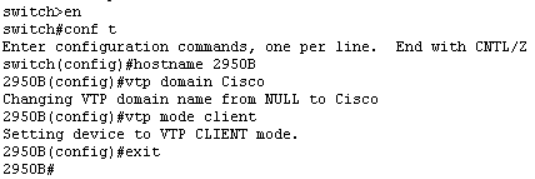 switch>en
switch#conf t
Enter configuration commands, one per line.  End with CNTL/Z
switch(config)#hostname 2950B
2950B(config)#vtp domain Cisco
Changing VTP domain name from NULL to Cisco
2950B(config)#vtp mode client
Setting device to VTP CLIENT mode.
2950B(config)#exit
2950B#